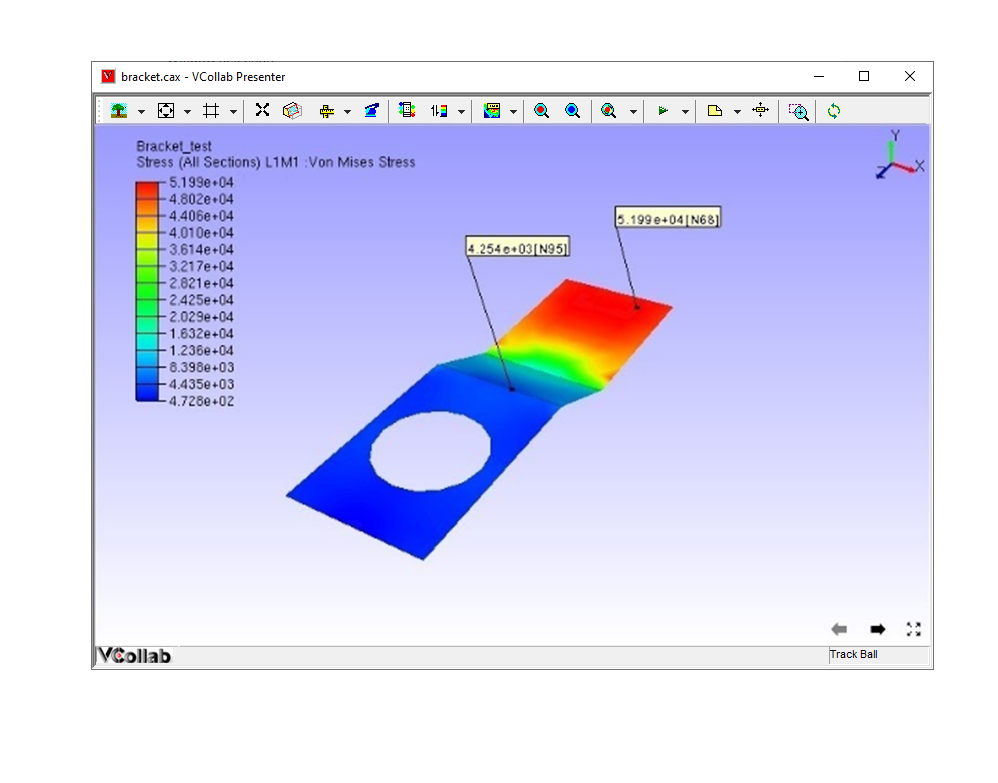 bracket.cax - VCollab Presenter
Bracket_test
Stress (All Sections) L1M1 :Von Mises Stress
5.199e+04
4.802e+04
4.406e+04
4.010e+04
3.614e+04
3.217e+04
2.821e+04
2.425e+04
2.029e+04
1.632e+04
1.236e+04
8.398e+03
4.435e+03
4.728e+02
Y
X
5.199e+04[N68]
4.254e+03[N95]
VCollab
Track Ball